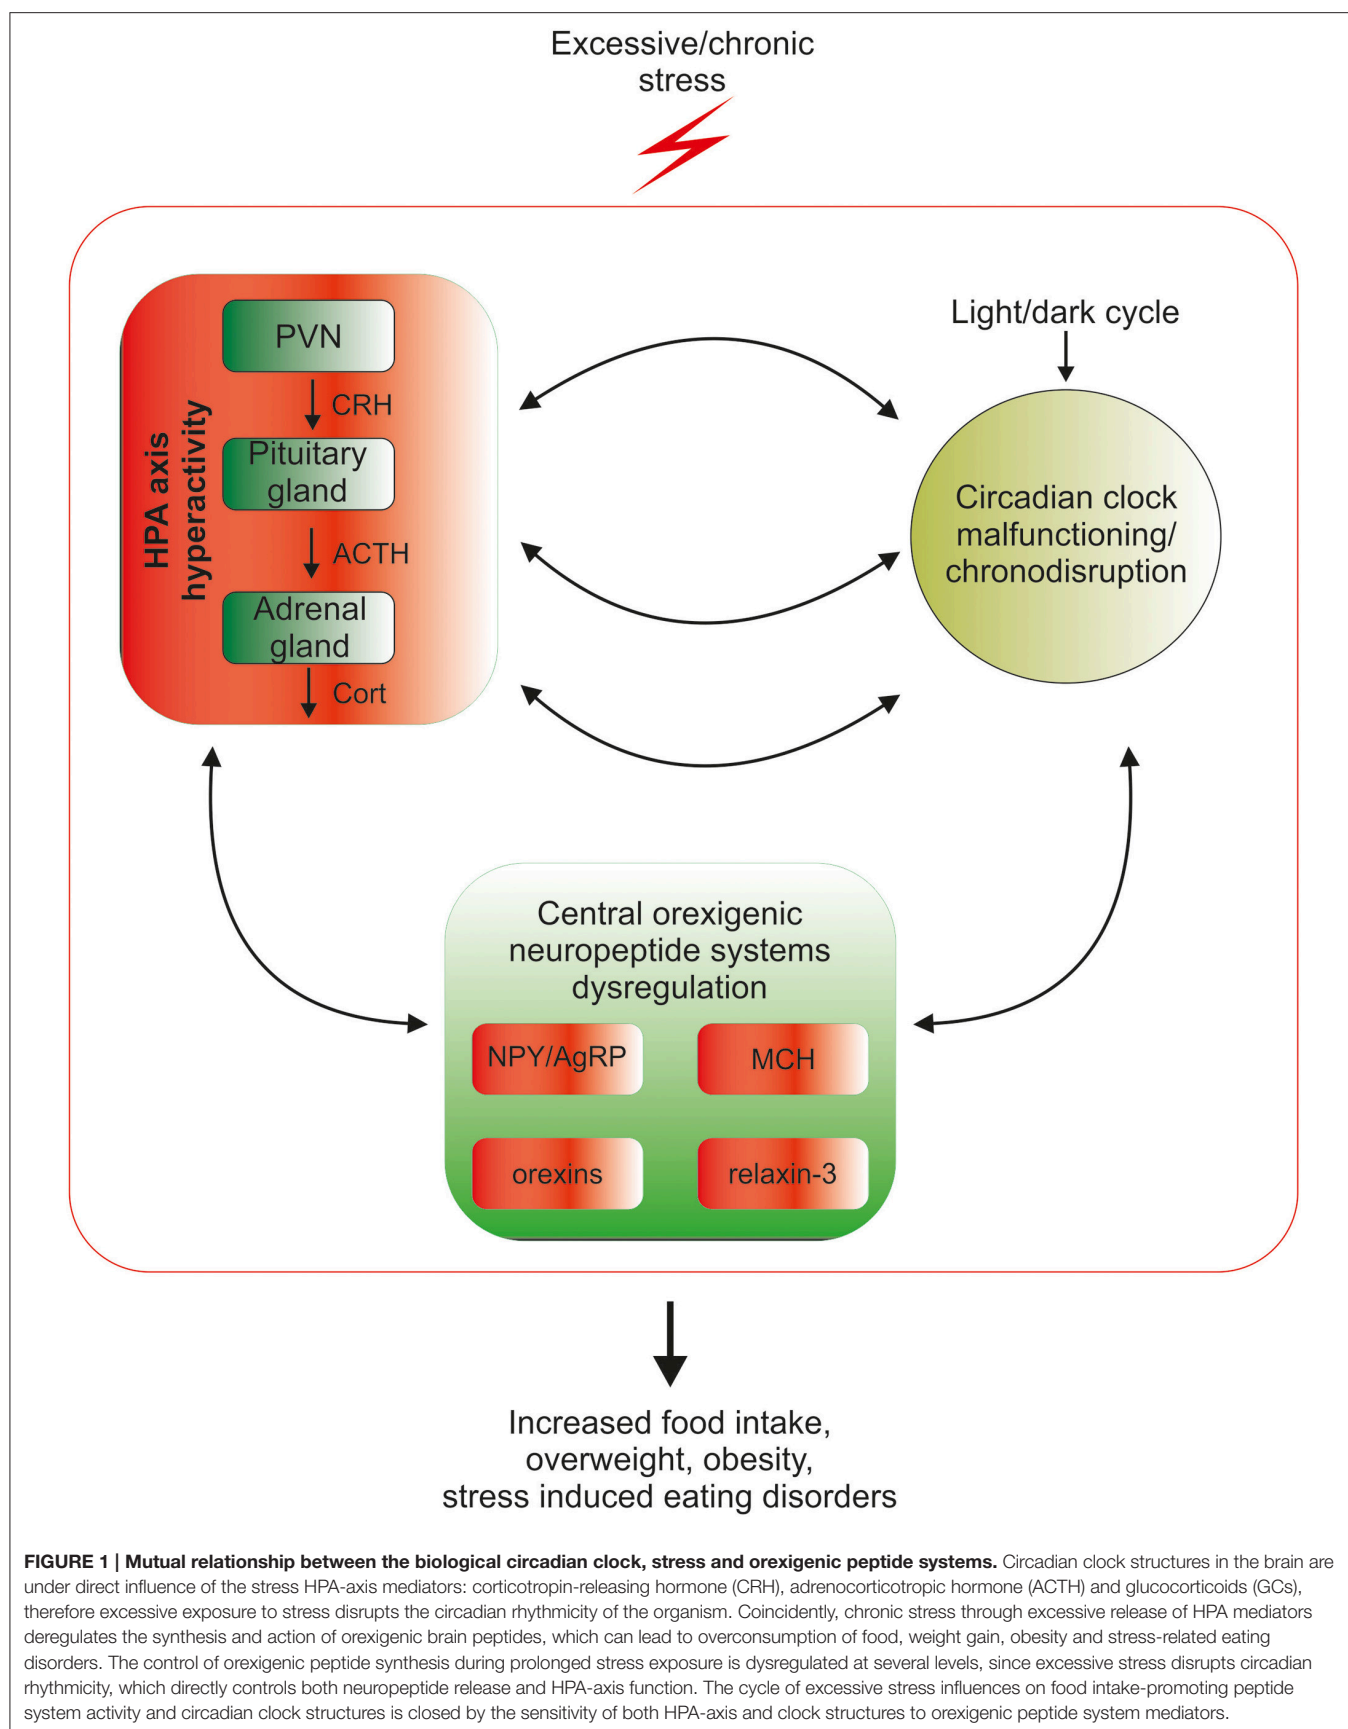 Excessive/chronic
stress
PVN
CRH
Pituitary
gland
ACTH
Adrenal
gland
Cort
HPA axis
hyperactivity
Light/dark cycle
Circadian clock
malfunctioning/
chronodisruption
Central orexigenic
neuropeptide systems
dysregulation
NPY/AgRP
MCH
orexins
relaxin-3
Increased food intake,
overweight, obesity,
stress induced eating disorders
FIGURE 1 | Mutual relationship between the biological circadian clock, stress and orexigenic peptide systems. Circadian clock structures in the brain are
under direct influence of the stress HPA-axis mediators: corticotropin-releasing hormone (CRH), adrenocorticotropic hormone (ACTH) and glucocorticoids (GCs),
therefore excessive exposure to stress disrupts the circadian rhythmicity of the organism. Coincidently, chronic stress through excessive release of HPA mediators
deregulates the synthesis and action of orexigenic brain peptides, which can lead to overconsumption of food, weight gain, obesity and stress-related eating
disorders. The control of orexigenic peptide synthesis during prolonged stress exposure is dysregulated at several levels, since excessive stress disrupts circadian
rhythmicity, which directly controls both neuropeptide release and HPA-axis function. The cycle of excessive stress influences on food intake-promoting peptide
system activity and circadian clock structures is closed by the sensitivity of both HPA-axis and clock structures to orexigenic peptide system mediators.